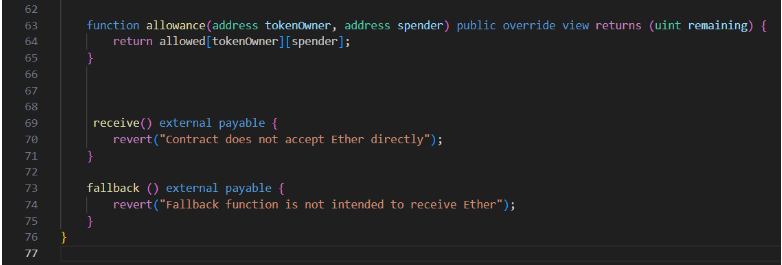 62
63 function allowance(address tokenOwner, address spender) public override view returns (uint remaining) {
64 return allowed[tokenOwner][spender];
65 }
66
67
68
69 receive() external payable {
70 revert("Contract does not accept Ether directly");
71 }
72
73 fallback () external payable {
74 revert("Fallback function is not intended to receive Ether");
75 }
76 }
77